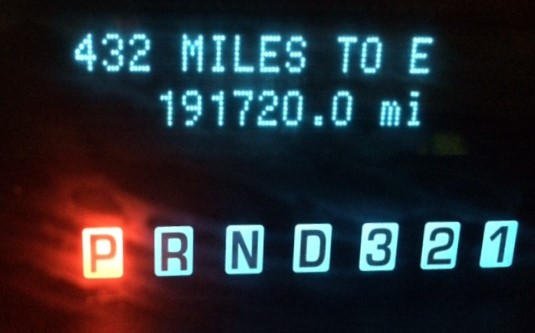 432 MILES TO E
191720.0 mi
P R N D 3 2 1